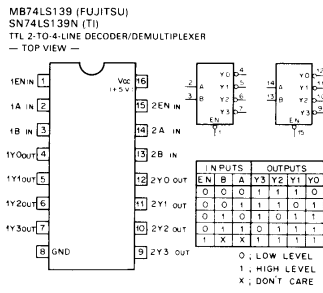 MB74LS139 (FUJITSU)
SN74LS139N (TI)
TTL 2-TO-4-LINE DECODER/DEMULTIPLEXER
— TOP VIEW —
1EN IN 1
1A IN 2
1B IN 3
1Y0 OUT 4
1Y1 OUT 5
1Y2 OUT 6
1Y3 OUT 7
8 GND
Vcc 16
(+5V)
15 2EN IN
14 2A IN
13 2B IN
12 2Y0 OUT
11 2Y1 OUT
10 2Y2 OUT
9 2Y3 OUT
2 A Y0 4
3 B Y1 5
Y2 6
Y3 7
EN
1
14 A Y0 12
13 B Y1
Y2
Y3 9
EN
15
INPUTS OUTPUTS
EN B A Y3 Y2 Y1 Y0
0 0 0 1 1 1 0
0 0 1 1 1 0 1
0 1 0 1 0 1 1
0 1 1 0 1 1 1
1 X X 1 1 1 1
0 ; LOW LEVEL
1 ; HIGH LEVEL
X ; DON'T CARE